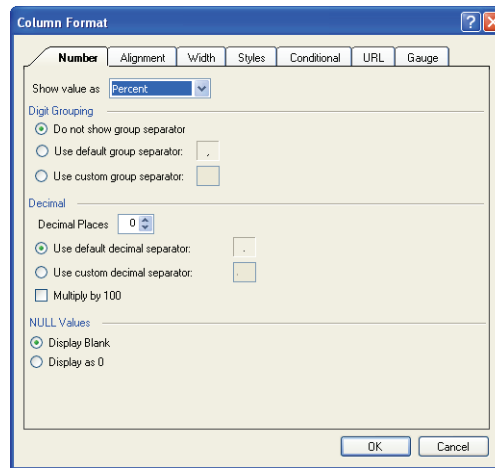 Column Format
Number Alignment Width Styles Conditional URL Gauge
Show value as Percent
Digit Grouping
Do not show group separator
Use default group separator: ,
Use custom group separator:
Decimal
Decimal Places 0
Use default decimal separator: .
Use custom decimal separator: .
Multiply by 100
NULL Values
Display Blank
Display as 0
OK Cancel